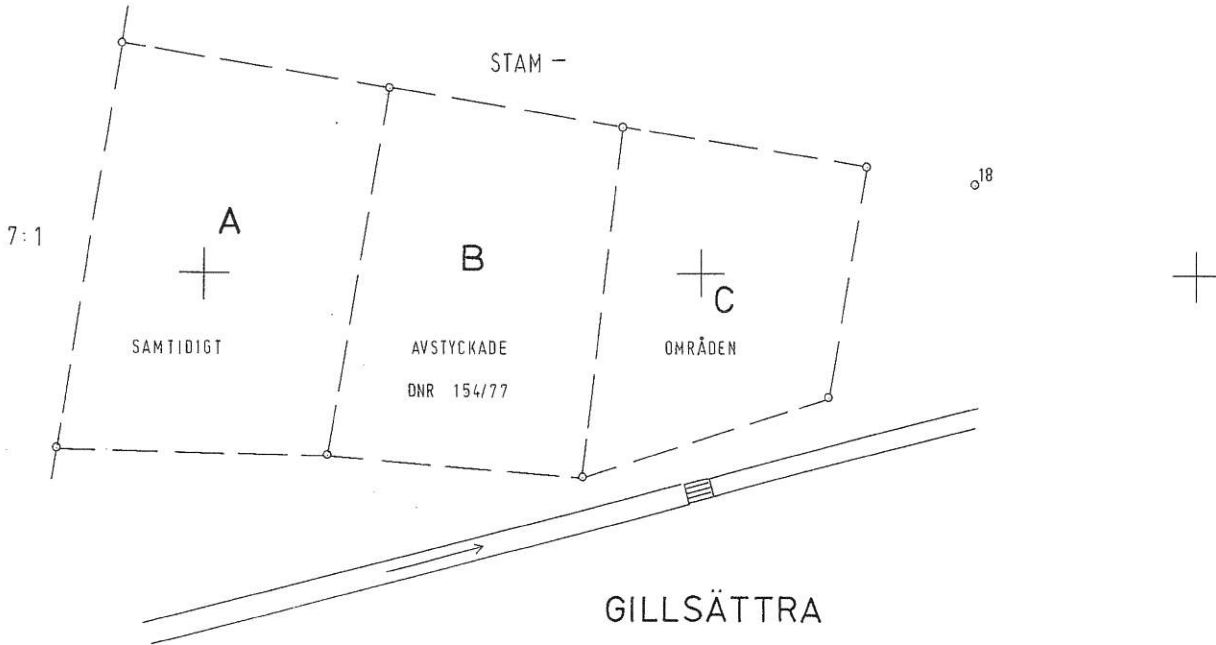 STAM –
18
A
7:1
B
C
SAMTIDIGT
AVSTYCKADE
OMRÅDEN
DNR 154/77
GILLSÄTTRA